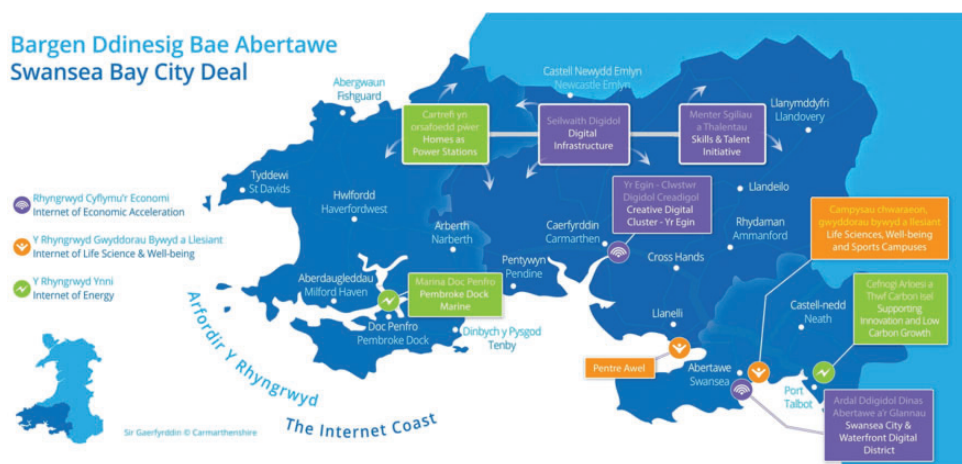 Bargen Ddinesig Bae Abertawe
Swansea Bay City Deal
Abergwaun
Fishguard
Castell Newydd Emlyn
Newcastle Emlyn
Llanymddyfri
Llandovery
Cartrefi yn
orsafoedd pŵer
Homes as
Power Stations
Seilwaith Digidol
Digital
Infrastructure
Menter Sgiliau
a Thalentau
Skills & Talent
Initiative
Tyddewi
St Davids
Hwlfordd
Haverfordwest
Arberth
Narberth
Yr Egin - Clwstwr
Digidol Creadigol
Creative Digital
Cluster - Yr Egin
Caerfyrddin
Carmarthen
Llandeilo
Rhydaman
Ammanford
Cross Hands
Pentywyn
Pendine
Campysau chwaraeon,
gwyddorau bywyd a llesiant
Life Sciences, Well-being
and Sports Campuses
Rhyngrwyd Cyflymu'r Economi
Internet of Economic Acceleration
Y Rhyngrwyd Gwyddorau Bywyd a Llesiant
Internet of Life Science & Well-being
Y Rhyngrwyd Ynni
Internet of Energy
Aberdaugleddau
Milford Haven
Marina Doc Penfro
Pembroke Dock
Marine
Doc Penfro
Pembroke Dock
Dinbych y Pysgod
Tenby
Llanelli
Castell-nedd
Neath
Cefnogi Arloesi a
Thwf Carbon Isel
Supporting
Innovation and Low
Carbon Growth
Pentre Awel
Abertawe
Swansea
Port
Talbot
Ardal Ddigidol Dinas
Abertawe a'r Glannau
Swansea City &
Waterfront Digital
District
Arfordir Y Rhyngrwyd
The Internet Coast
Sir Gaerfyrddin © Carmarthenshire